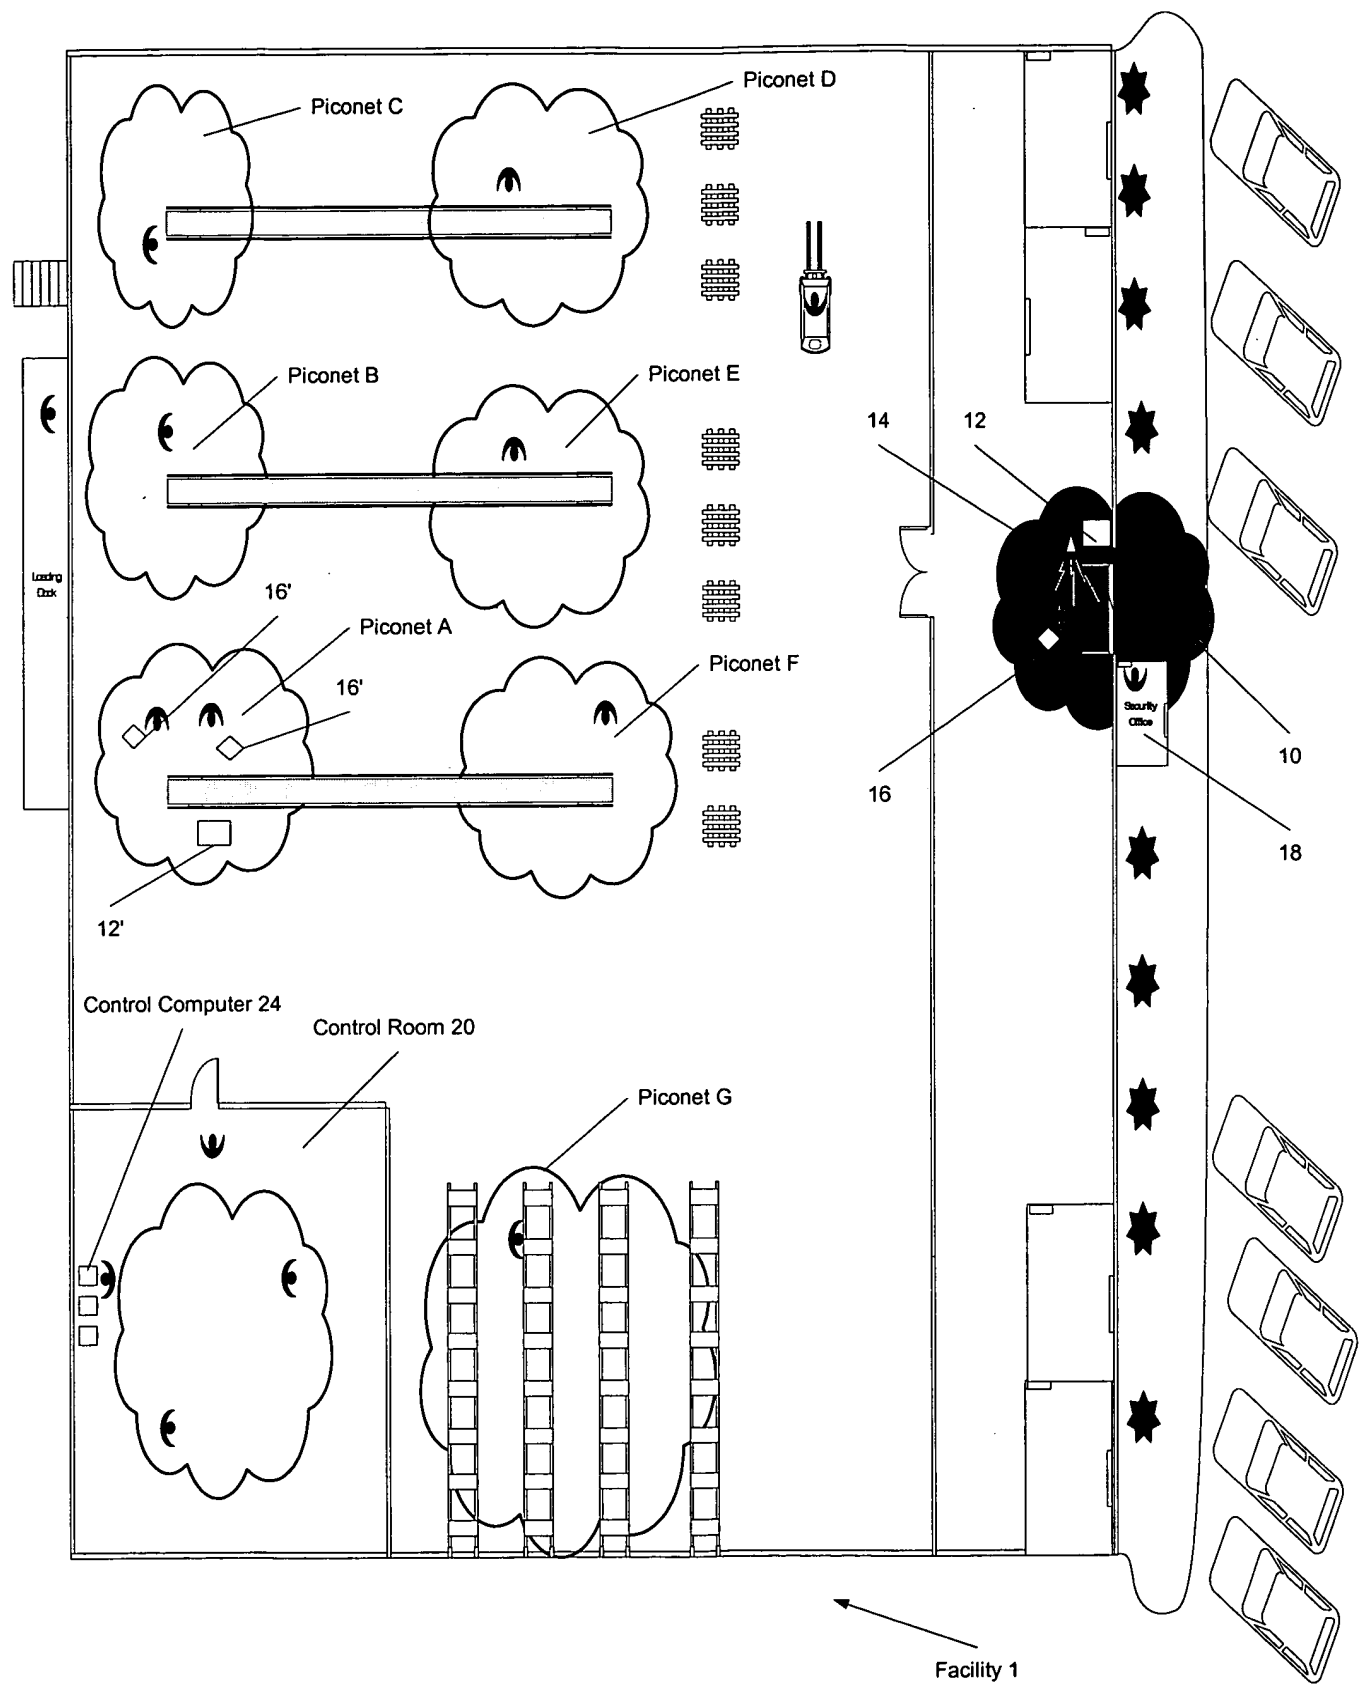 Piconet D
Piconet C
Piconet B
Piconet E
14
12
Loading
Dock
16'
Piconet A
Piconet F
16'
Security
Office
10
16
18
12'
Control Computer 24
Control Room 20
Piconet G
Facility 1